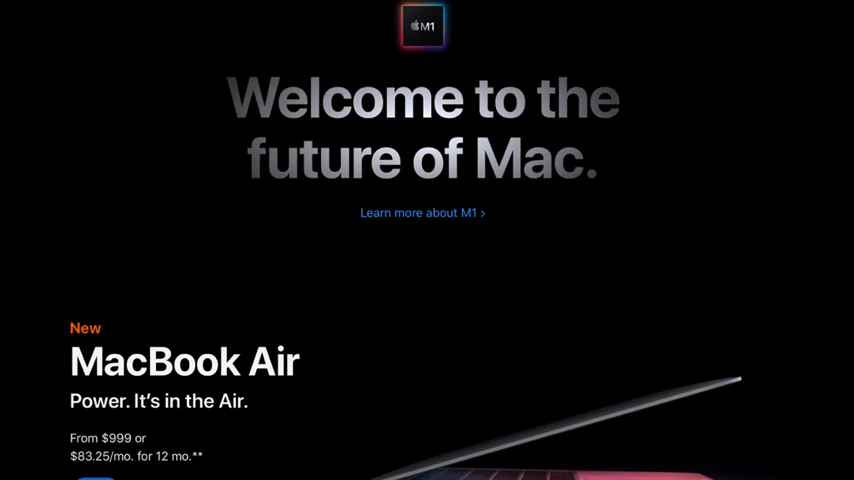 M1
Welcome to the
future of Mac.
Learn more about M1 ›
New
MacBook Air
Power. It’s in the Air.
From $999 or
$83.25/mo. for 12 mo.**